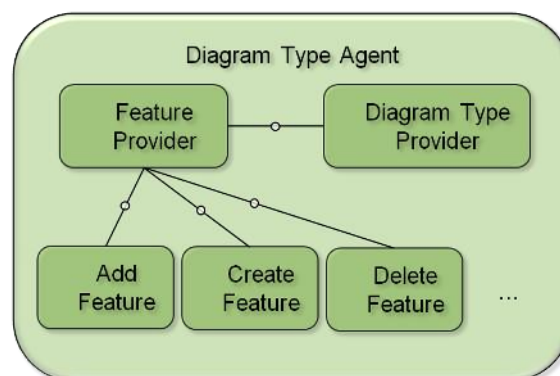 Diagram Type Agent
Feature
Provider
Diagram Type
Provider
Add
Feature
Create
Feature
Delete
Feature
...